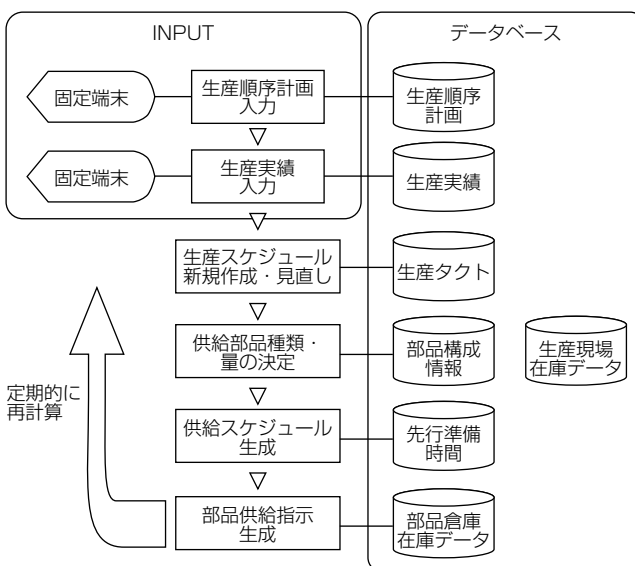 INPUT
データベース
固定端末
生産順序計画
入力
生産順序
計画
固定端末
生産実績
入力
生産実績
生産スケジュール
新規作成・見直し
生産タクト
供給部品種類・
量の決定
部品構成
情報
生産現場
在庫データ
定期的に
再計算
供給スケジュール
生成
先行準備
時間
部品供給指示
生成
部品倉庫
在庫データ